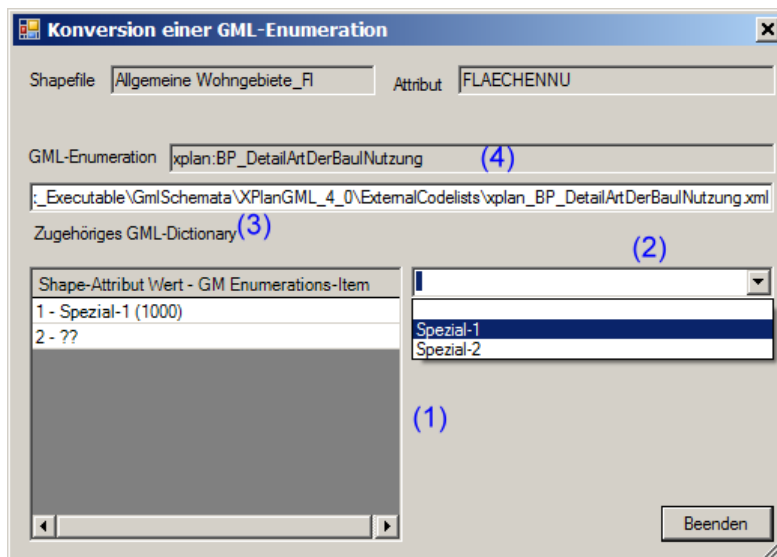 Konversion einer GML-Enumeration
Shapefile Allgemeine Wohngebiete_Fl Attribut FLAECHENNU
GML-Enumeration xplan:BP_DetailArtDerBaulNutzung (4)
:_Executable\GmlSchemata\XPlanGML_4_0\ExternalCodelists\xplan_BP_DetailArtDerBaulNutzung.xml
Zugehöriges GML-Dictionary (3)
(2)
Shape-Attribut Wert - GM Enumerations-Item
1 - Spezial-1 (1000)
2 - ??
Spezial-1
Spezial-2
(1)
Beenden